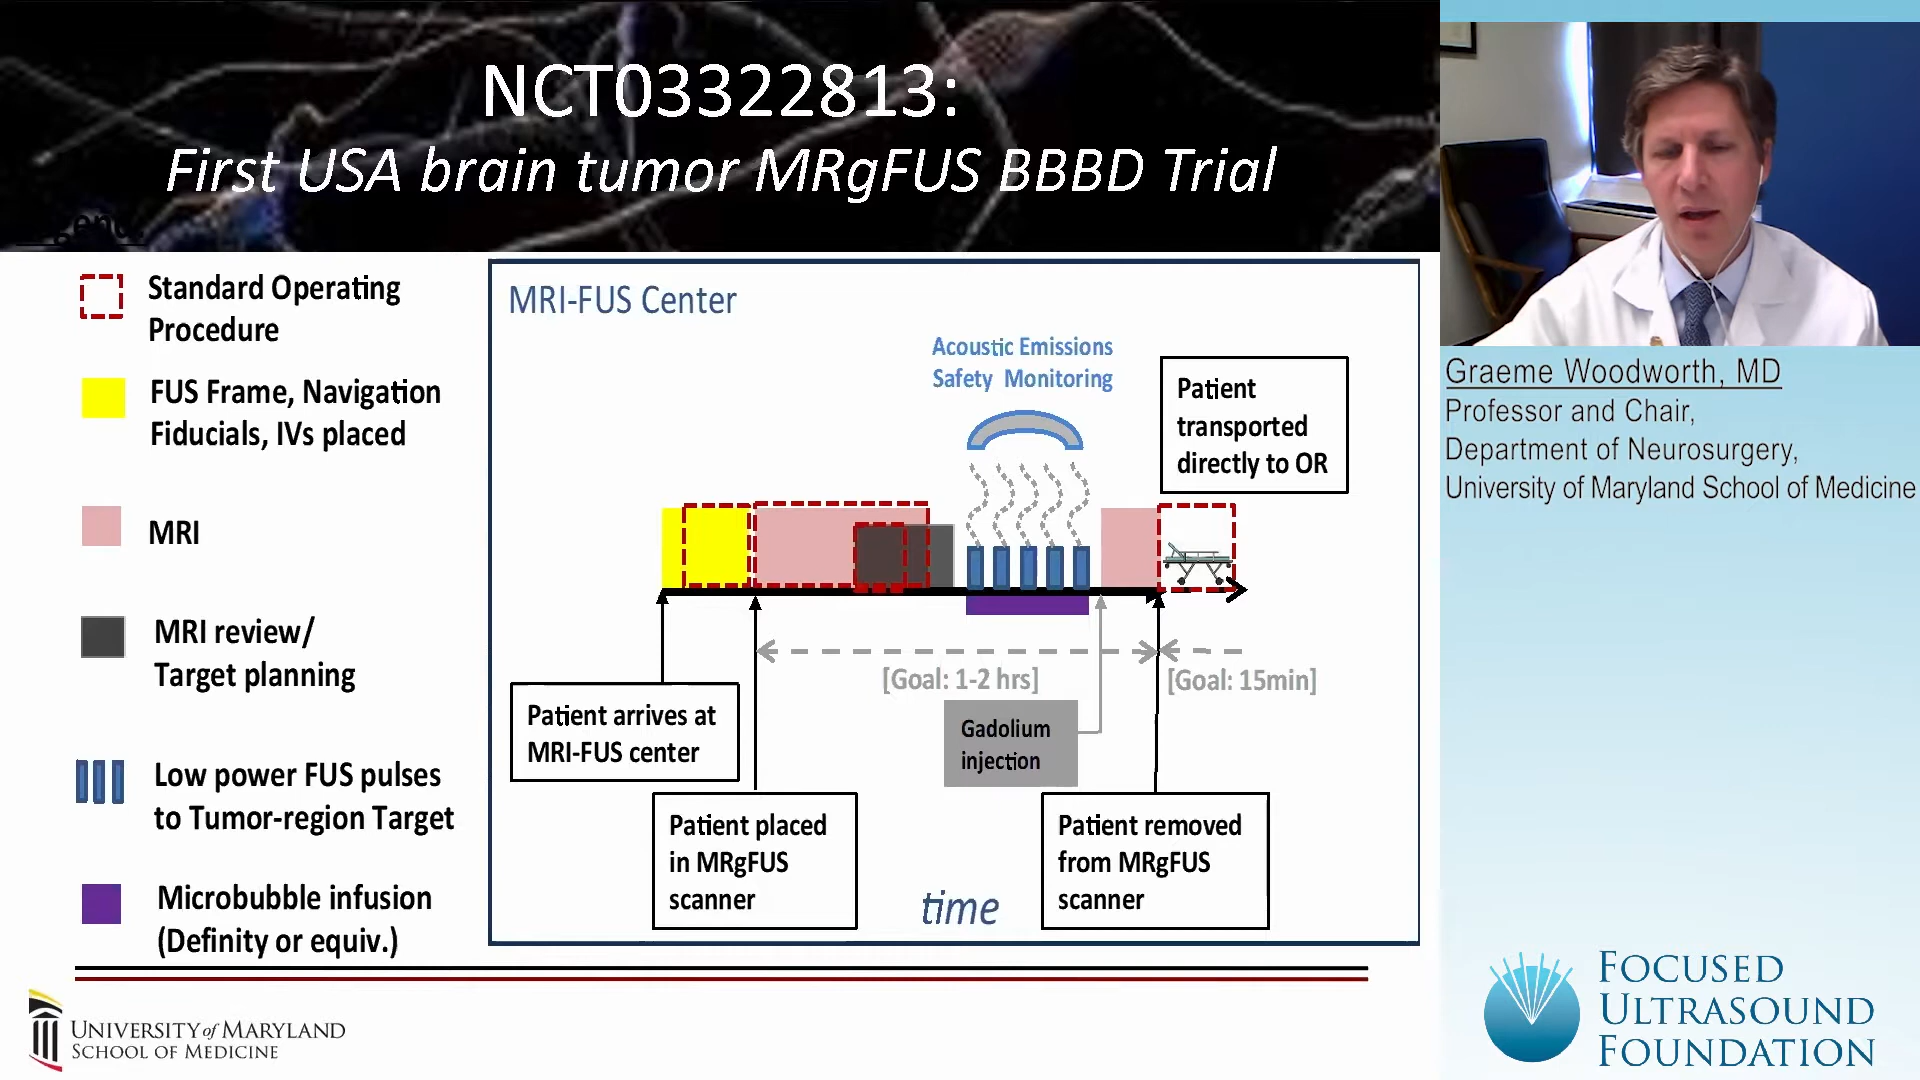 NCT03322813:
First USA brain tumor MRgFUS BBBD Trial
Standard Operating
Procedure
FUS Frame, Navigation
Fiducials, IVs placed
MRI
MRI review/
Target planning
Low power FUS pulses
to Tumor-region Target
Microbubble infusion
(Definity or equiv.)
MRI-FUS Center
Acoustic Emissions
Safety Monitoring
Patient
transported
directly to OR
[Goal: 1-2 hrs]
[Goal: 15min]
Gadolium
injection
Patient arrives at
MRI-FUS center
Patient placed
in MRgFUS
scanner
Patient removed
from MRgFUS
scanner
time
UNIVERSITY of MARYLAND
SCHOOL OF MEDICINE
Graeme Woodworth, MD
Professor and Chair,
Department of Neurosurgery,
University of Maryland School of Medicine
FOCUSED
ULTRASOUND
FOUNDATION